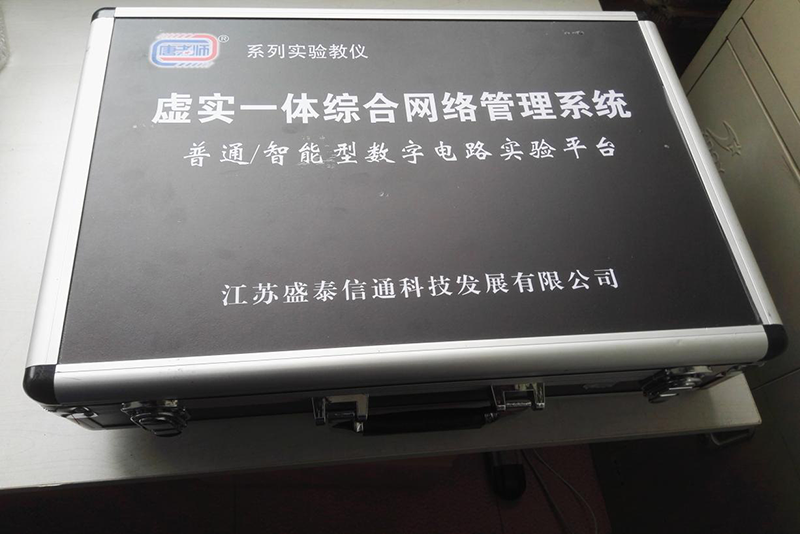 唐老师® 系列实验教仪
虚实一体综合网络管理系统
普通/智能型数字电路实验平台
江苏盛泰信通科技发展有限公司